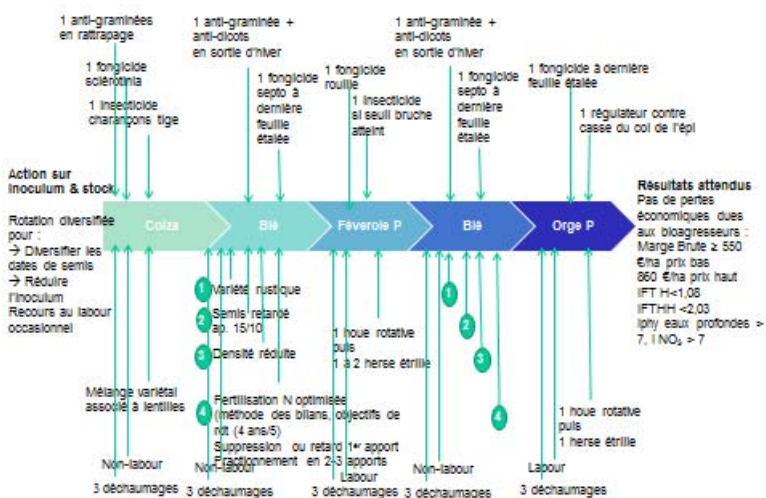 1 anti-graminées
en rattrapage
1 fongicide
sclérotinia
1 insecticide
charançons tige
1 anti-graminée +
anti-dicots
en sortie d'hiver
1 fongicide
septo à
dernière
feuille
étalée
1 fongicide
rouille
1 insecticide
si seuil bruche
atteint
1 anti-graminée +
anti-dicots
en sortie d'hiver
1 fongicide
septo à
dernière
feuille
étalée
1 fongicide à dernière
feuille étalée
1 régulateur contre
casse du col de l'épi
Action sur
inoculum & stock
Rotation diversifiée
pour :
→ Diversifier les
dates de semis
→ Réduire
l'inoculum
Recours au labour
occasionnel
Colza
Blé
Féverole P
Blé
Orge P
Résultats attendus
Pas de pertes
économiques dues
aux bioagresseurs :
Marge Brute ≥ 550
€/ha prix bas
860 €/ha prix haut
IFT H<1,08
IFTHH <2,03
Iphy eaux profondes >
7, I NO₃ > 7
1 Variété rustique
2 Semis retardé
ap. 15/10
3 Densité réduite
4 Fertilisation N optimisée
(méthode des bilans, objectifs de
rdt (4 ans/5)
Suppression ou retard 1er apport
Fractionnement en 2-3 apports
1 houe rotative
puis
1 à 2 herse étrille
1
2
3
4
1 houe rotative
puis
1 herse étrille
Mélange variétal
associé à lentilles
Non-labour
3 déchaumages
Non-labour
3 déchaumages
Labour
3 déchaumages
Non-labour
3 déchaumages
Labour
3 déchaumages